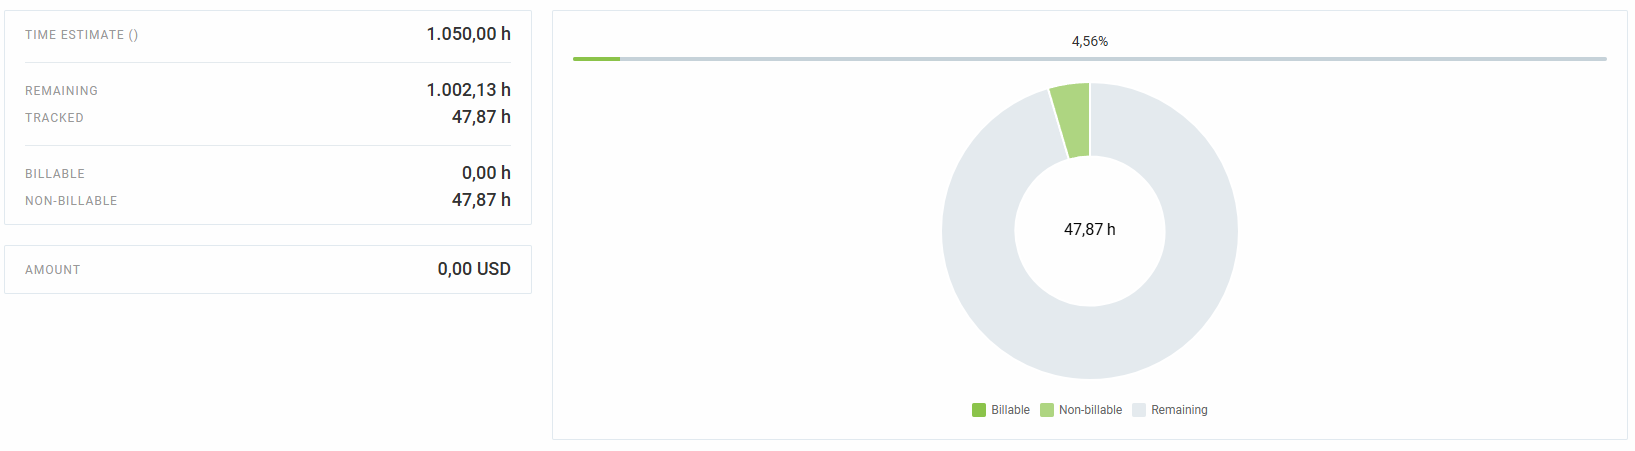 TIME ESTIMATE () 1.050,00 h
REMAINING 1.002,13 h
TRACKED 47,87 h
BILLABLE 0,00 h
NON-BILLABLE 47,87 h
AMOUNT 0,00 USD
4,56%
47,87 h
Billable Non-billable Remaining